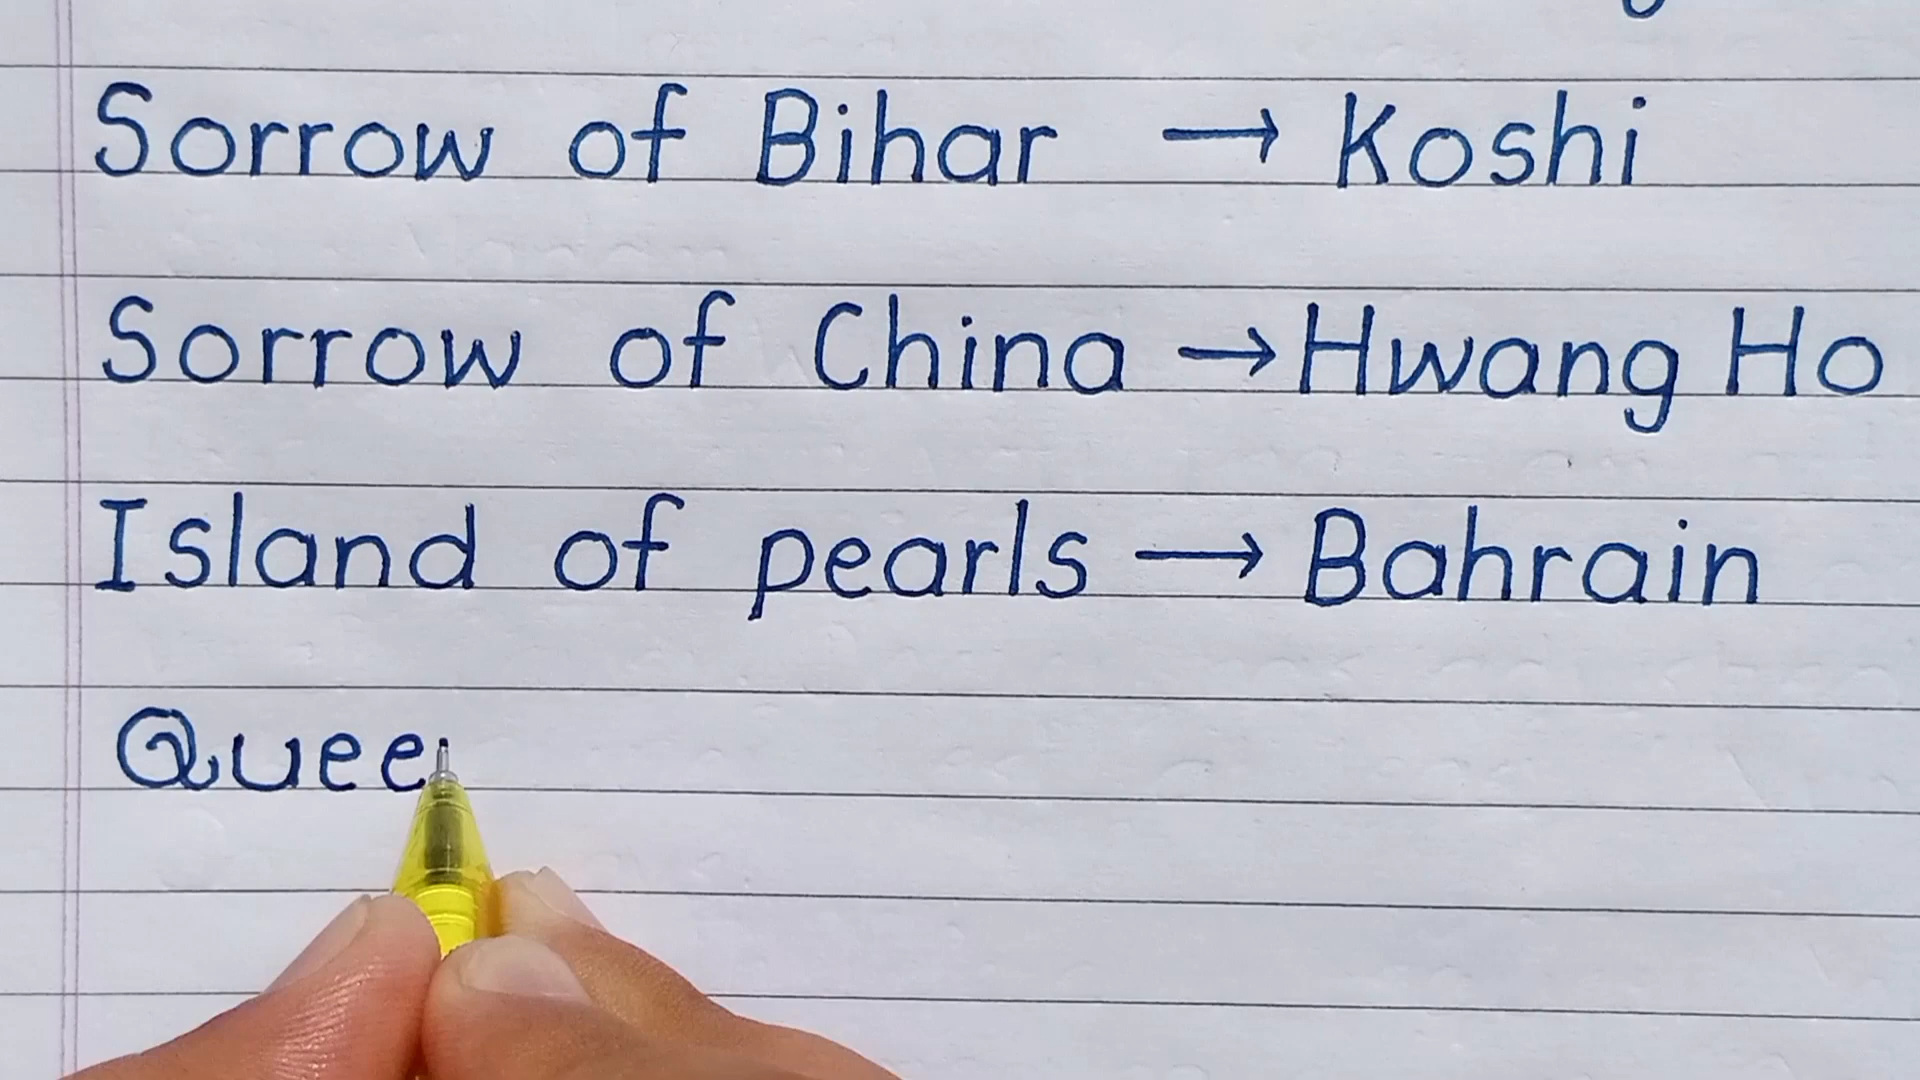 Sorrow of Bihar → Koshi
Sorrow of China → Hwang Ho
Island of pearls → Bahrain
Quee